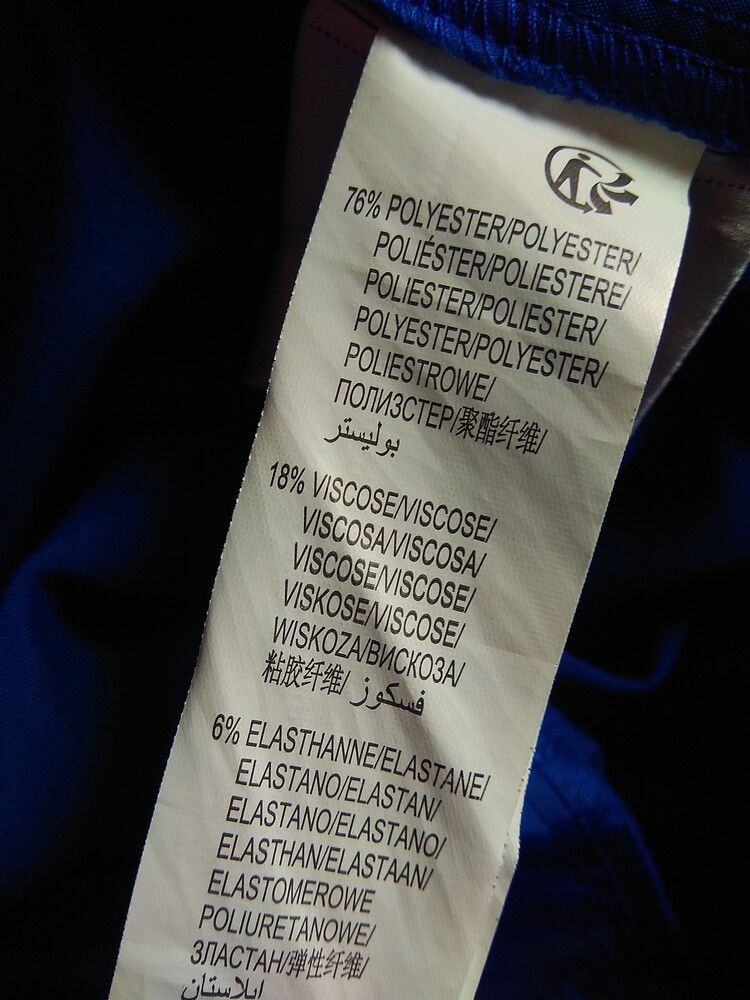 76% POLYESTER/POLYESTER/
POLIÉSTER/POLIESTERE/
POLIESTER/POLIESTER/
POLYESTER/POLYESTER/
POLIESTROWE/
ПОЛИЗСТЕР/聚酯纤维/
بوليستر
18% VISCOSE/VISCOSE/
VISCOSA/VISCOSA/
VISCOSE/VISCOSE/
VISKOSE/VISCOSE/
WISKOZA/ВИСКОЗА/
粘胶纤维/ فسكوز
6% ELASTHANNE/ELASTANE/
ELASTANO/ELASTAN/
ELASTANO/ELASTANO/
ELASTHAN/ELASTAAN/
ELASTOMEROWE
POLIURETANOWE/
ЗЛАСТАН/弹性纤维/
ايلاستان